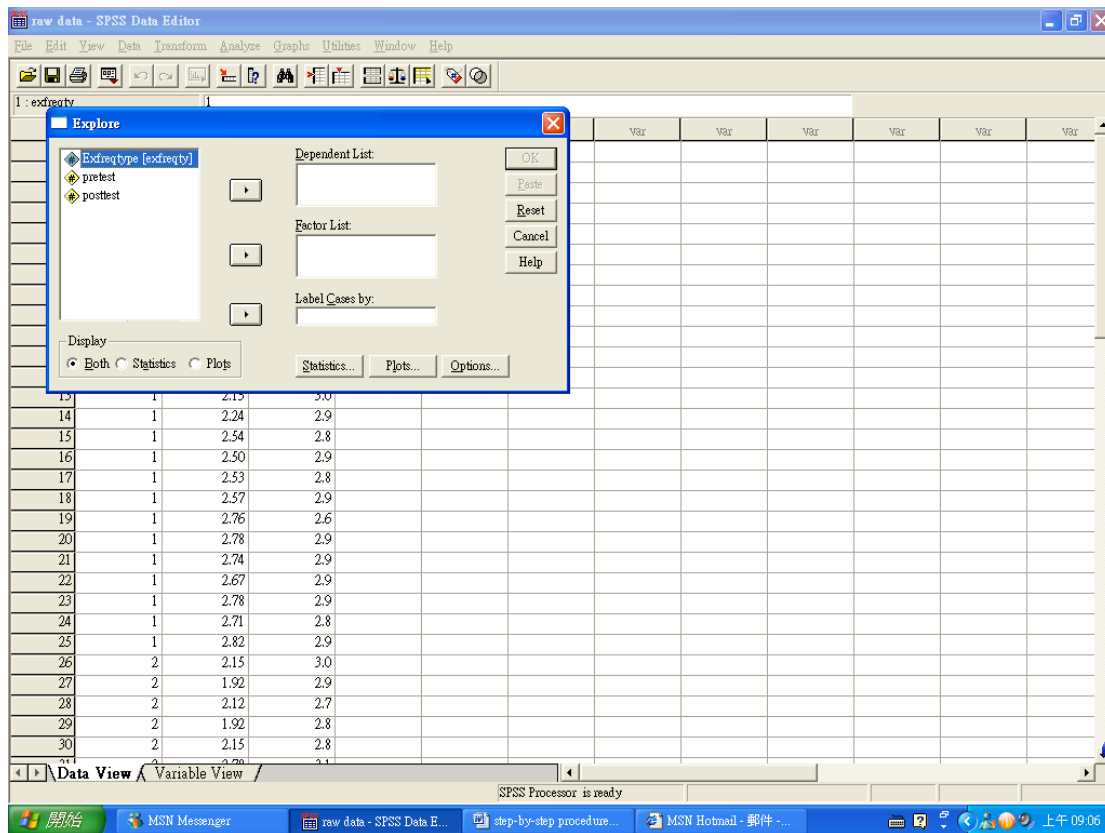 raw data - SPSS Data Editor
File Edit View Data Transform Analyze Graphs Utilities Window Help
1 : exfreqty 1
var var var var var var
Explore
Exfreqtype [exfreqty]
pretest
posttest
Dependent List:
Factor List:
Label Cases by:
OK
Paste
Reset
Cancel
Help
Display
Both Statistics Plots
Statistics... Plots... Options...
13 1 2.15 3.0
14 1 2.24 2.9
15 1 2.54 2.8
16 1 2.50 2.9
17 1 2.53 2.8
18 1 2.57 2.9
19 1 2.76 2.6
20 1 2.78 2.9
21 1 2.74 2.9
22 1 2.67 2.9
23 1 2.78 2.9
24 1 2.71 2.8
25 1 2.82 2.9
26 2 2.15 3.0
27 2 1.92 2.9
28 2 2.12 2.7
29 2 1.92 2.8
30 2 2.15 2.8
Data View Variable View
SPSS Processor is ready
開始 MSN Messenger raw data - SPSS Data E... step-by-step procedure... MSN Hotmail - 郵件 -... 上午 09:06